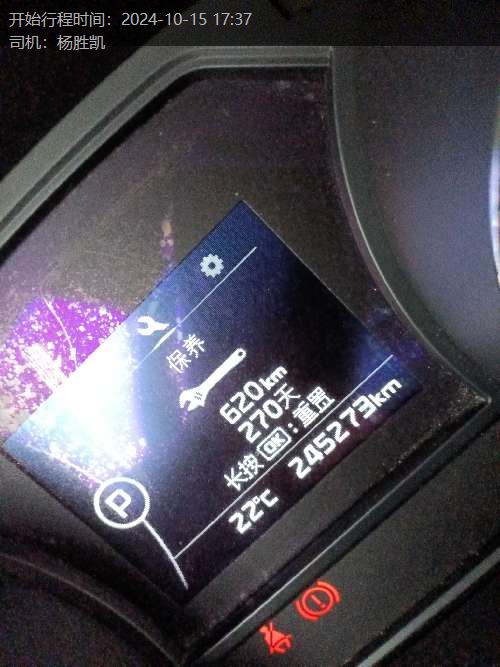 开始行程时间：2024-10-15 17:37
司机：杨胜凯
保养
620km
270天
长按OK:重置
P
22℃ 245273km